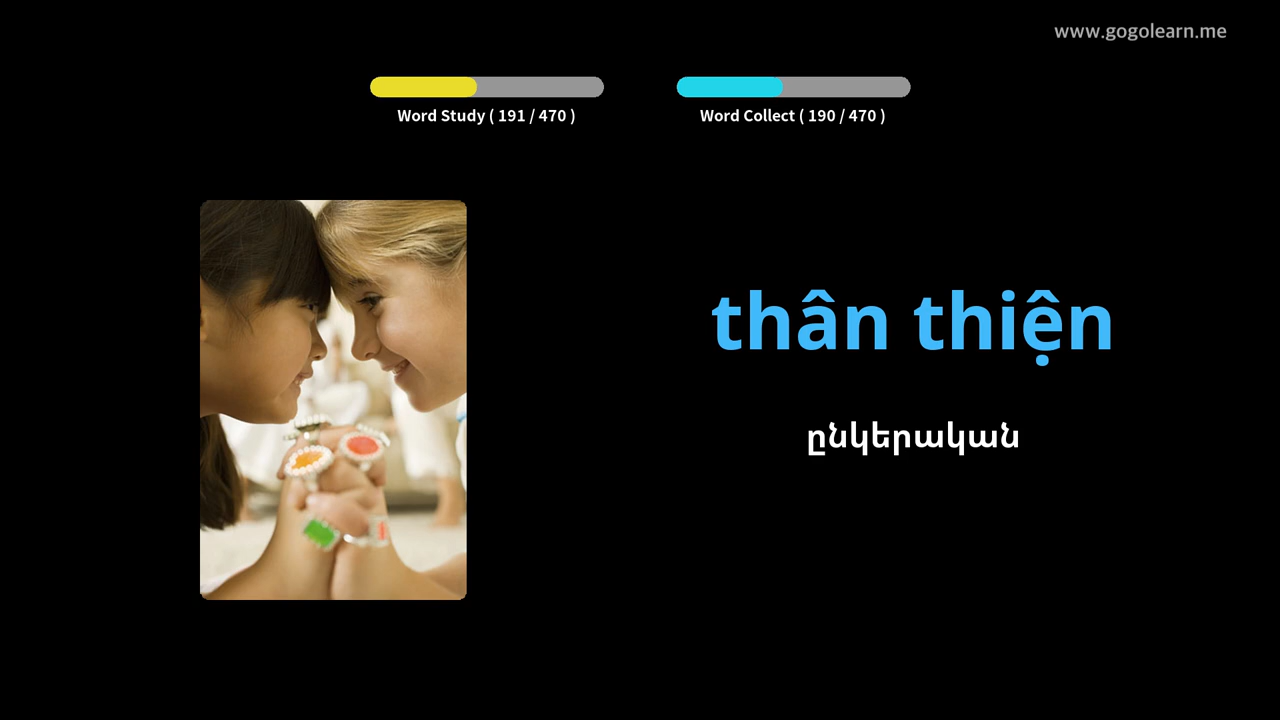 www.gogolearn.me
Word Study ( 191 / 470 )
Word Collect ( 190 / 470 )
thân thiện
ընկերական